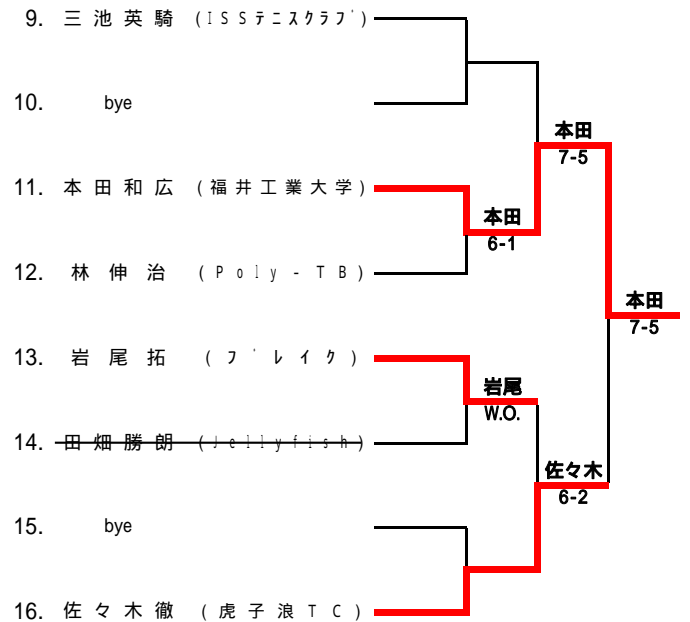 9. 三池英騎 (ISSテニスクラブ)
10. bye
本田
7-5
11. 本田和広 (福井工業大学)
本田
6-1
12. 林伸治 (Poly-TB)
本田
7-5
13. 岩尾拓 (ブレイク)
岩尾
W.O.
14. 田畑勝朗 (Jellyfish)
佐々木
6-2
15. bye
16. 佐々木徹 (虎子浪TC)